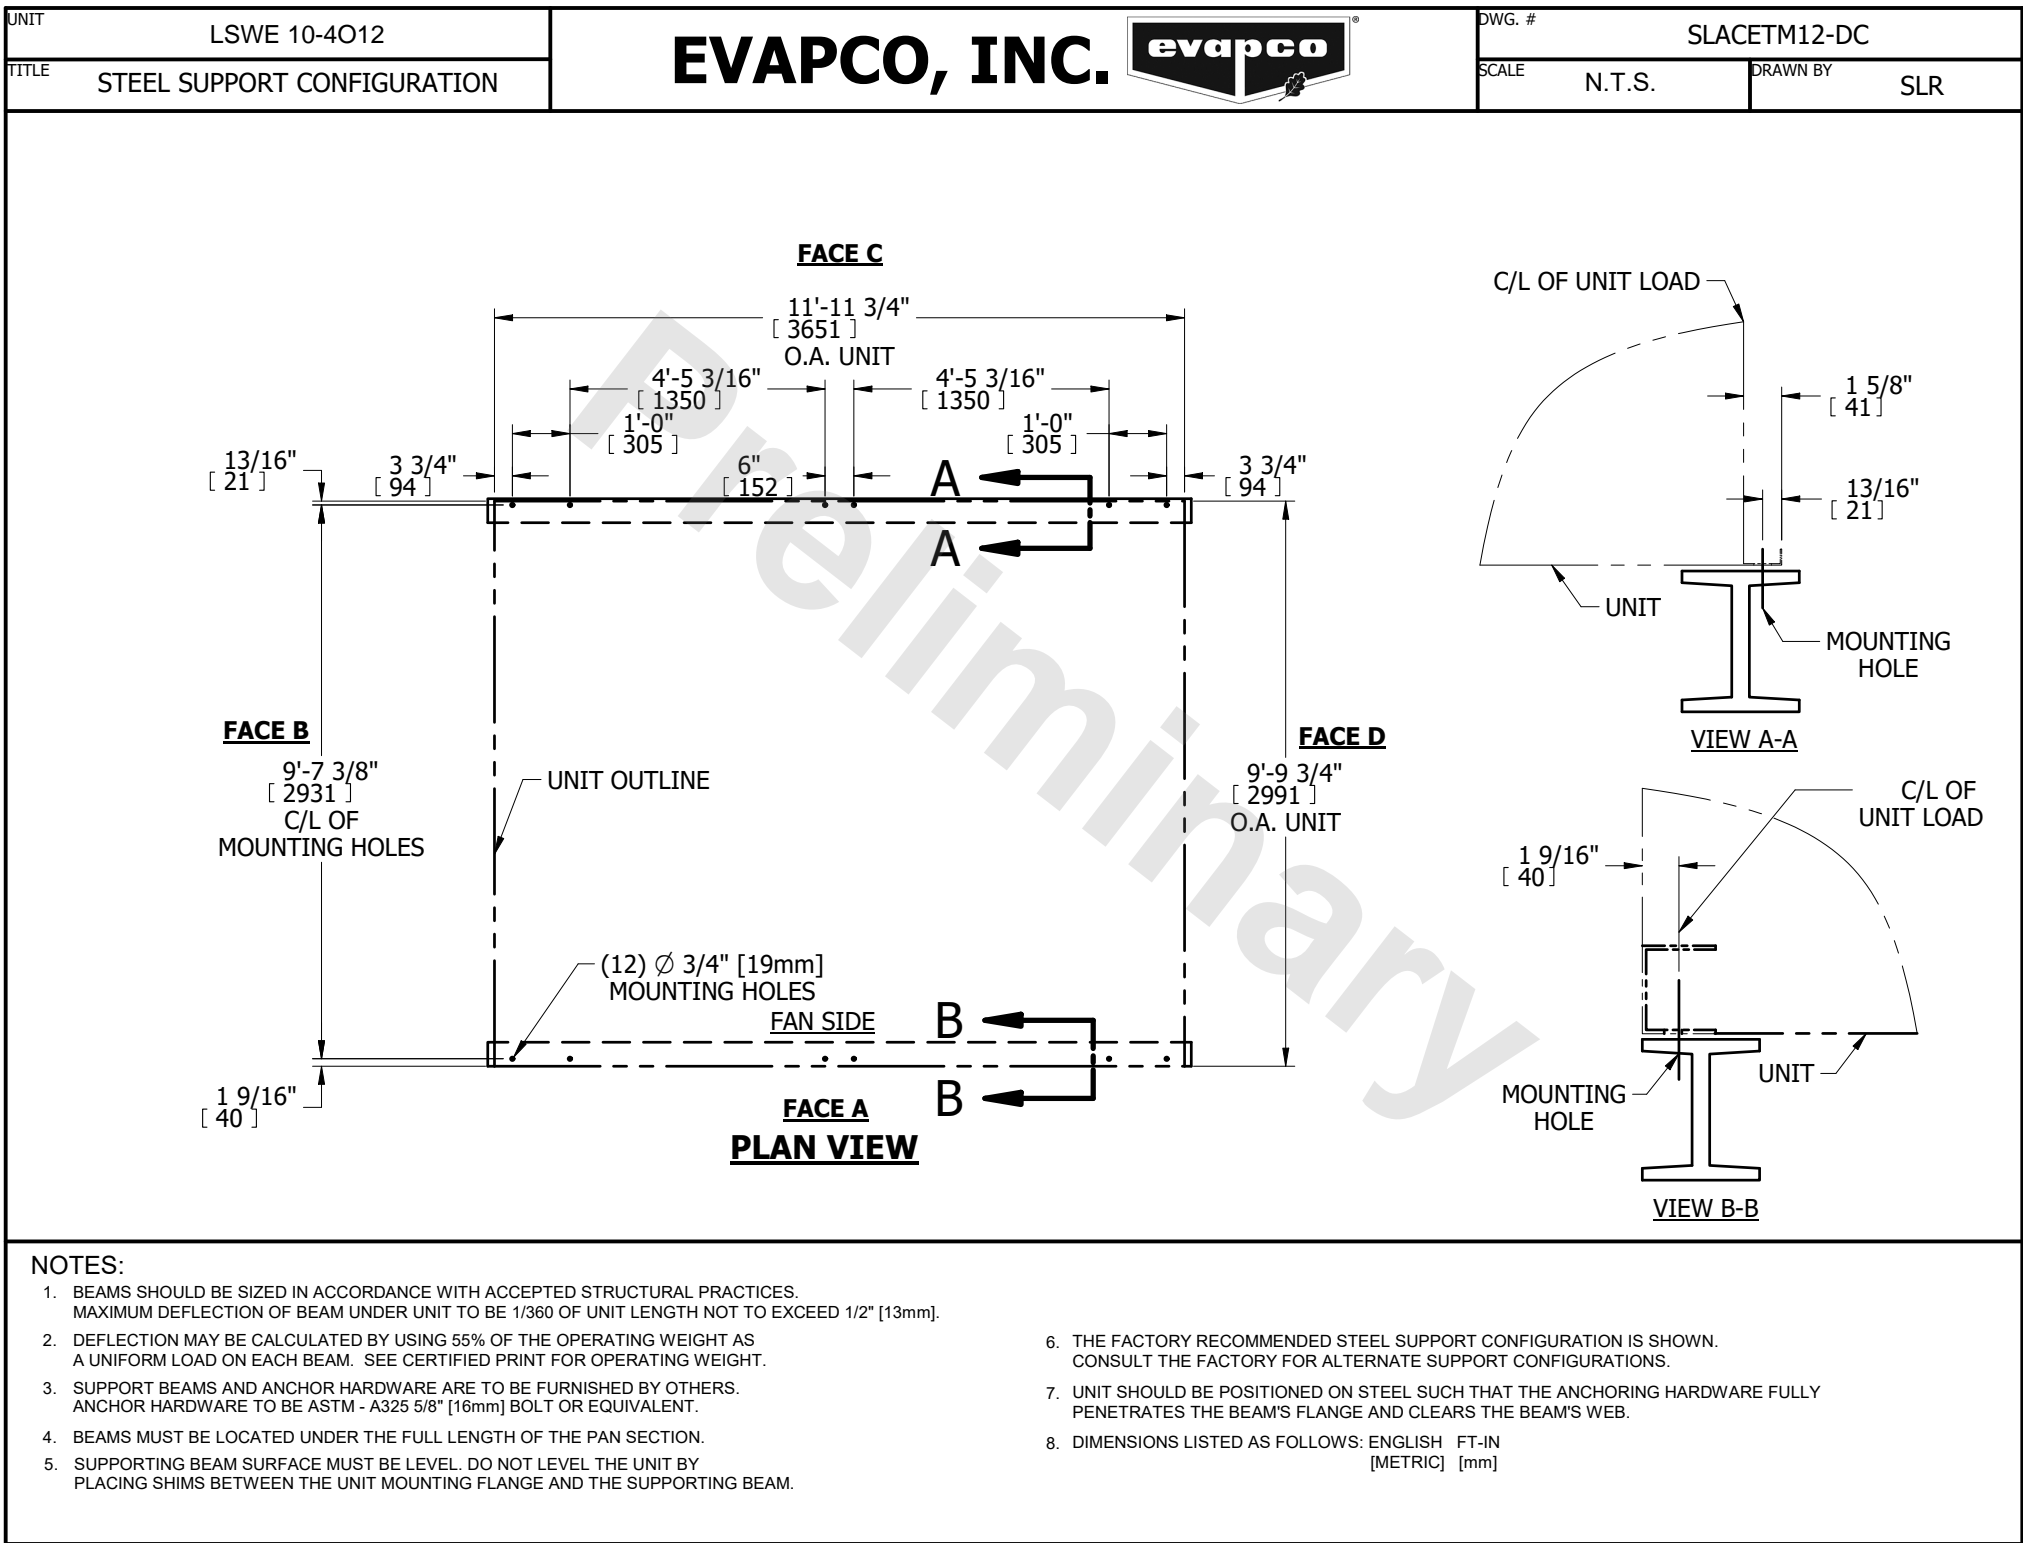 UNIT
LSWE 10-4O12
TITLE
STEEL SUPPORT CONFIGURATION
EVAPCO, INC.
evapco
®
DWG. #
SLACETM12-DC
SCALE
N.T.S.
DRAWN BY
SLR
FACE C
11'-11 3/4"
[ 3651 ]
O.A. UNIT
4'-5 3/16"
[ 1350 ]
4'-5 3/16"
[ 1350 ]
1'-0"
[ 305 ]
1'-0"
[ 305 ]
13/16"
[ 21 ]
3 3/4"
[ 94 ]
6"
[ 152 ]
3 3/4"
[ 94 ]
A
A
FACE B
9'-7 3/8"
[ 2931 ]
C/L OF
MOUNTING HOLES
UNIT OUTLINE
FACE D
9'-9 3/4"
[ 2991 ]
O.A. UNIT
(12) Ø 3/4" [19mm]
MOUNTING HOLES
FAN SIDE
B
B
1 9/16"
[ 40 ]
FACE A
PLAN VIEW
Preliminary
C/L OF UNIT LOAD
1 5/8"
[ 41 ]
13/16"
[ 21 ]
UNIT
MOUNTING
HOLE
VIEW A-A
C/L OF
UNIT LOAD
1 9/16"
[ 40 ]
UNIT
MOUNTING
HOLE
VIEW B-B
NOTES:
1. BEAMS SHOULD BE SIZED IN ACCORDANCE WITH ACCEPTED STRUCTURAL PRACTICES.
MAXIMUM DEFLECTION OF BEAM UNDER UNIT TO BE 1/360 OF UNIT LENGTH NOT TO EXCEED 1/2" [13mm].
2. DEFLECTION MAY BE CALCULATED BY USING 55% OF THE OPERATING WEIGHT AS
A UNIFORM LOAD ON EACH BEAM. SEE CERTIFIED PRINT FOR OPERATING WEIGHT.
3. SUPPORT BEAMS AND ANCHOR HARDWARE ARE TO BE FURNISHED BY OTHERS.
ANCHOR HARDWARE TO BE ASTM - A325 5/8" [16mm] BOLT OR EQUIVALENT.
4. BEAMS MUST BE LOCATED UNDER THE FULL LENGTH OF THE PAN SECTION.
5. SUPPORTING BEAM SURFACE MUST BE LEVEL. DO NOT LEVEL THE UNIT BY
PLACING SHIMS BETWEEN THE UNIT MOUNTING FLANGE AND THE SUPPORTING BEAM.
6. THE FACTORY RECOMMENDED STEEL SUPPORT CONFIGURATION IS SHOWN.
CONSULT THE FACTORY FOR ALTERNATE SUPPORT CONFIGURATIONS.
7. UNIT SHOULD BE POSITIONED ON STEEL SUCH THAT THE ANCHORING HARDWARE FULLY
PENETRATES THE BEAM'S FLANGE AND CLEARS THE BEAM'S WEB.
8. DIMENSIONS LISTED AS FOLLOWS: ENGLISH FT-IN
[METRIC] [mm]